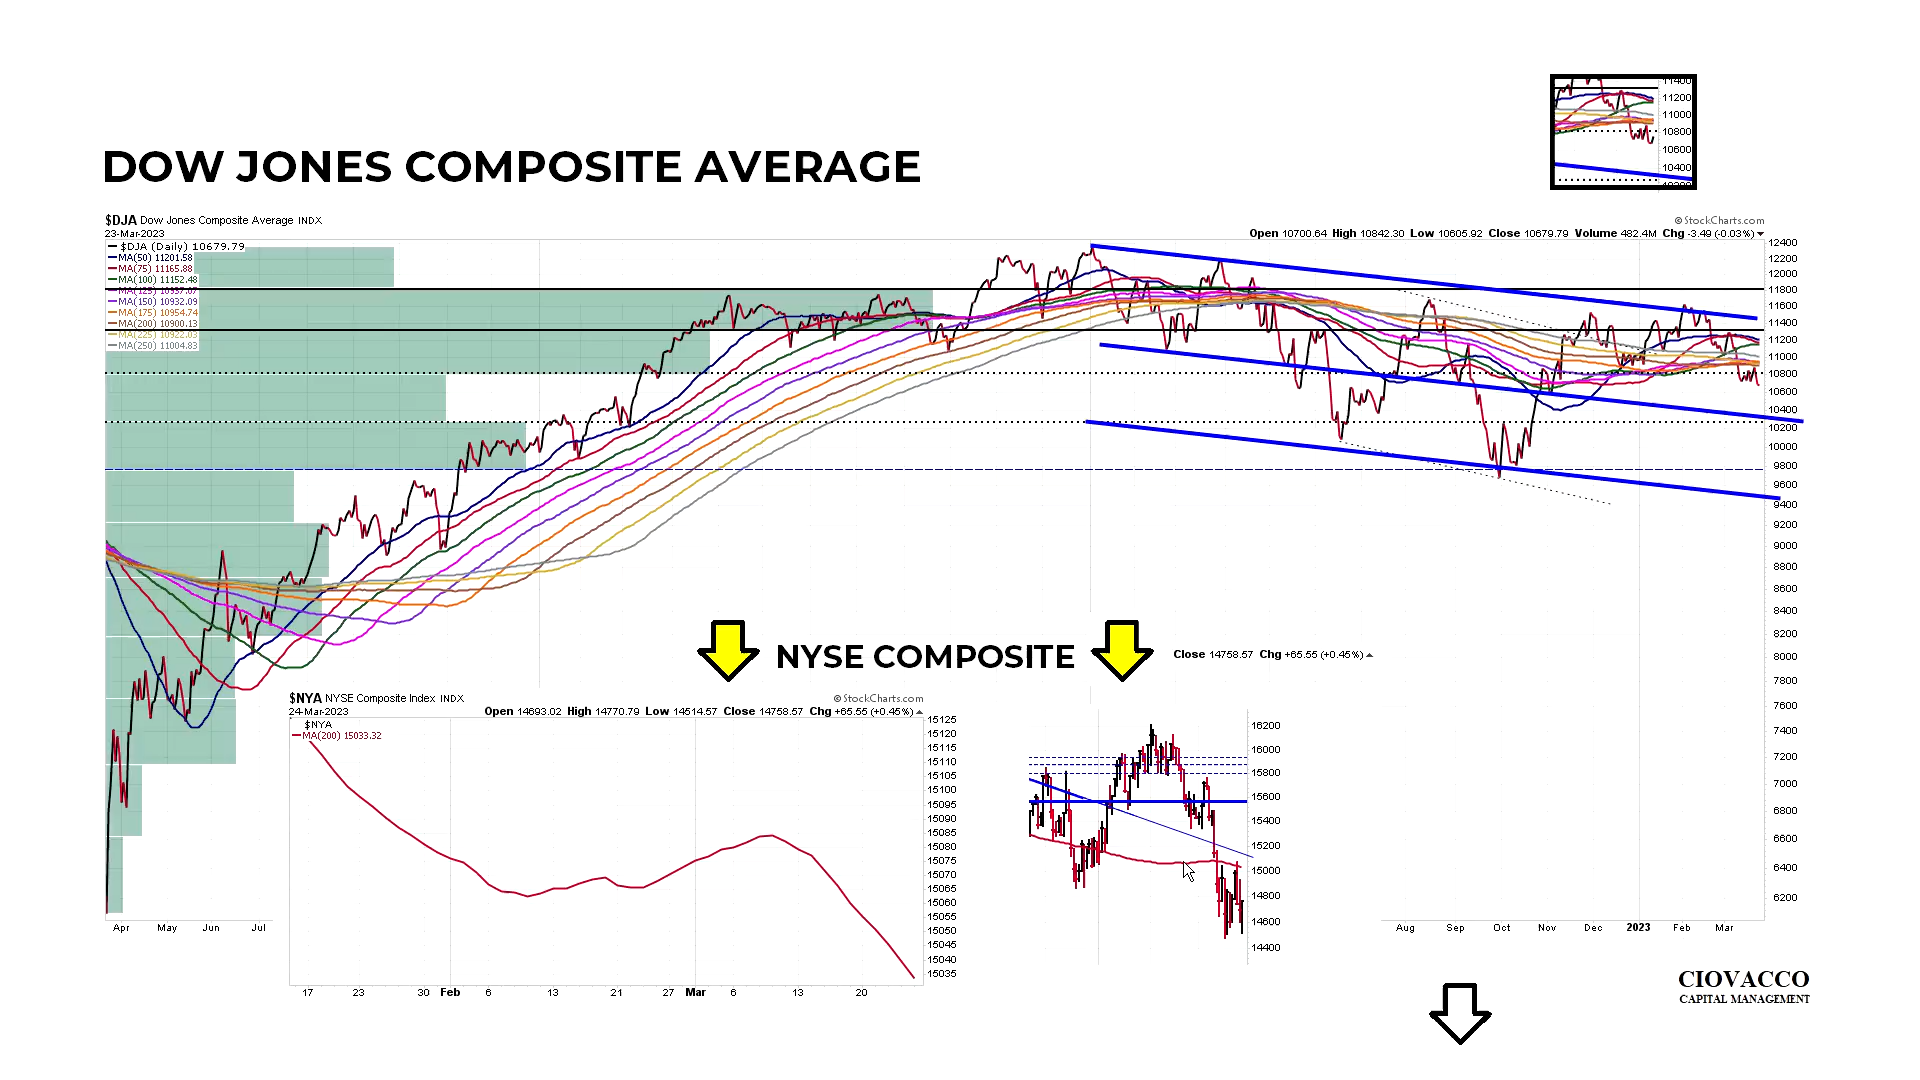 11400
11200
11000
10800
10600
10400
10200
DOW JONES COMPOSITE AVERAGE
$DJA Dow Jones Composite Average INDX
© StockCharts.com
23-Mar-2023
Open 10700.64 High 10842.30 Low 10605.92 Close 10679.79 Volume 482.4M Chg -3.49 (-0.03%)
$DJA (Daily) 10679.79
MA(50) 11201.58
MA(75) 11165.88
MA(100) 11152.48
MA(150) 10932.09
MA(175) 10954.74
MA(200) 10900.13
MA(225) 10922.03
MA(250) 11004.83
12400
12200
12000
11800
11600
11400
11200
11000
10800
10600
10400
10200
10000
9800
9600
9400
9200
9000
8800
8600
8400
8200
8000
7800
7600
7400
7200
7000
6800
6600
6400
6200
Apr May Jun Jul
Aug Sep Oct Nov Dec 2023 Feb Mar
NYSE COMPOSITE
Close 14758.57 Chg +65.55 (+0.45%)
$NYA NYSE Composite Index INDX
© StockCharts.com
24-Mar-2023
Open 14693.02 High 14770.79 Low 14514.57 Close 14758.57 Chg +65.55 (+0.45%)
$NYA
MA(200) 15033.32
15125
15120
15115
15110
15105
15100
15095
15090
15085
15080
15075
15070
15065
15060
15055
15050
15045
15040
15035
17 23 30 Feb 6 13 21 27 Mar 6 13 20
16200
16000
15800
15600
15400
15200
15000
14800
14600
14400
CIOVACCO
CAPITAL MANAGEMENT